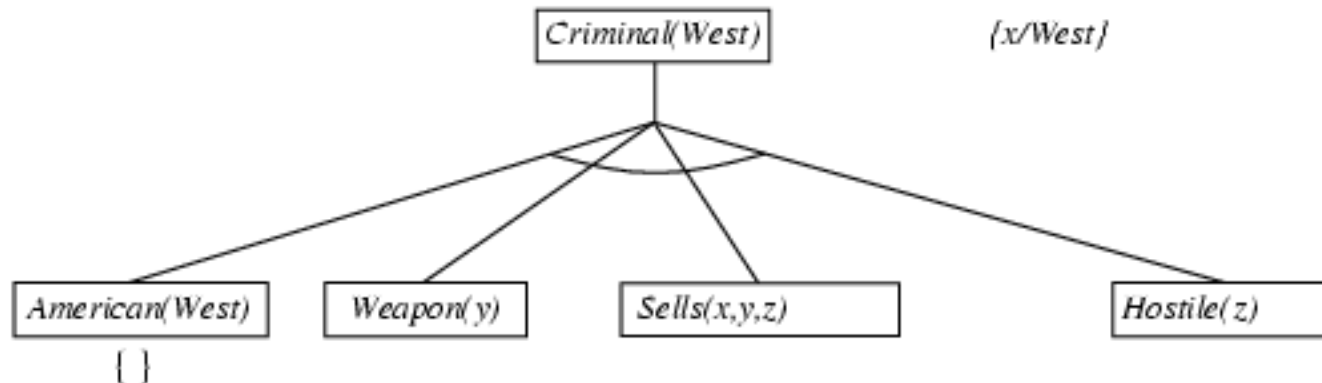 Criminal(West) {x/West}
American(West) Weapon(y) Sells(x,y,z) Hostile(z)
{ }